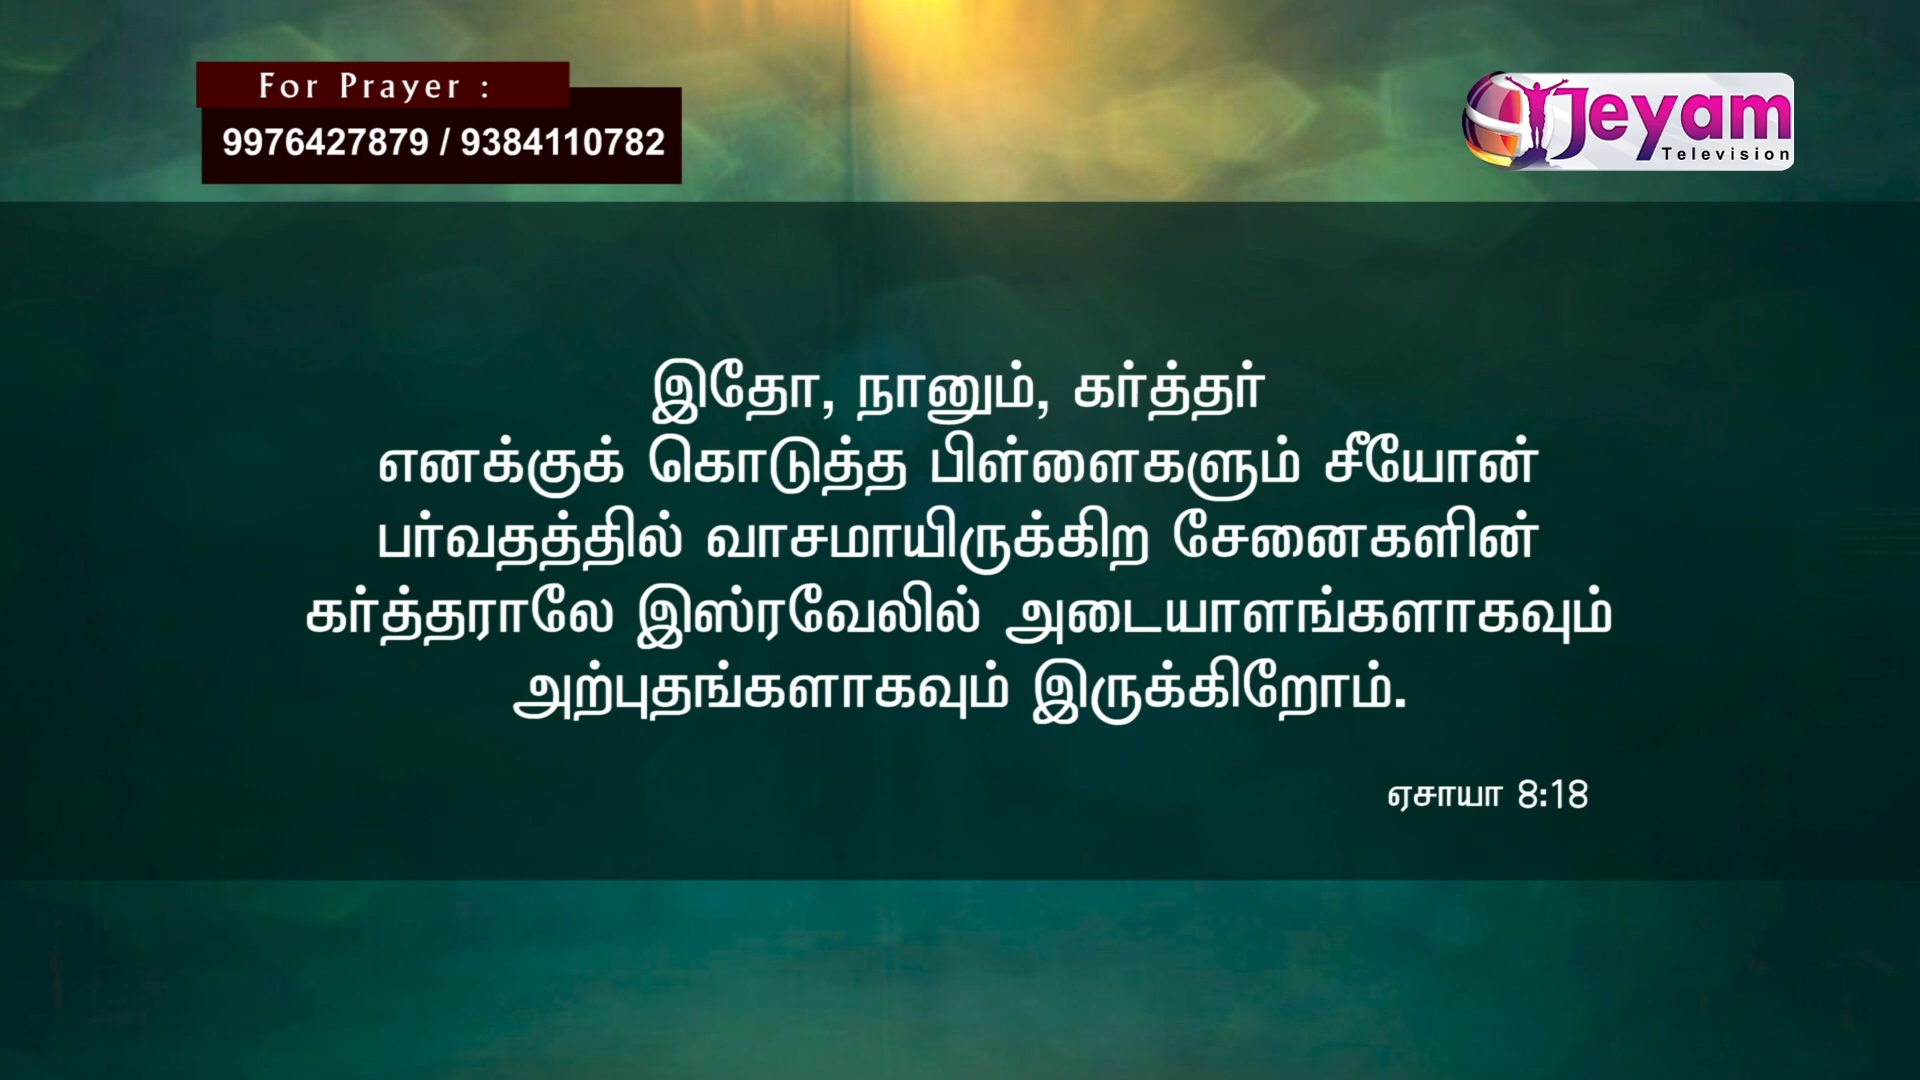 For Prayer :
9976427879 / 9384110782
Jeyam
Television
இதோ, நானும், கர்த்தர்
எனக்குக் கொடுத்த பிள்ளைகளும் சீயோன்
பர்வதத்தில் வாசமாயிருக்கிற சேனைகளின்
கர்த்தராலே இஸ்ரவேலில் அடையாளங்களாகவும்
அற்புதங்களாகவும் இருக்கிறோம்.
ஏசாயா 8:18